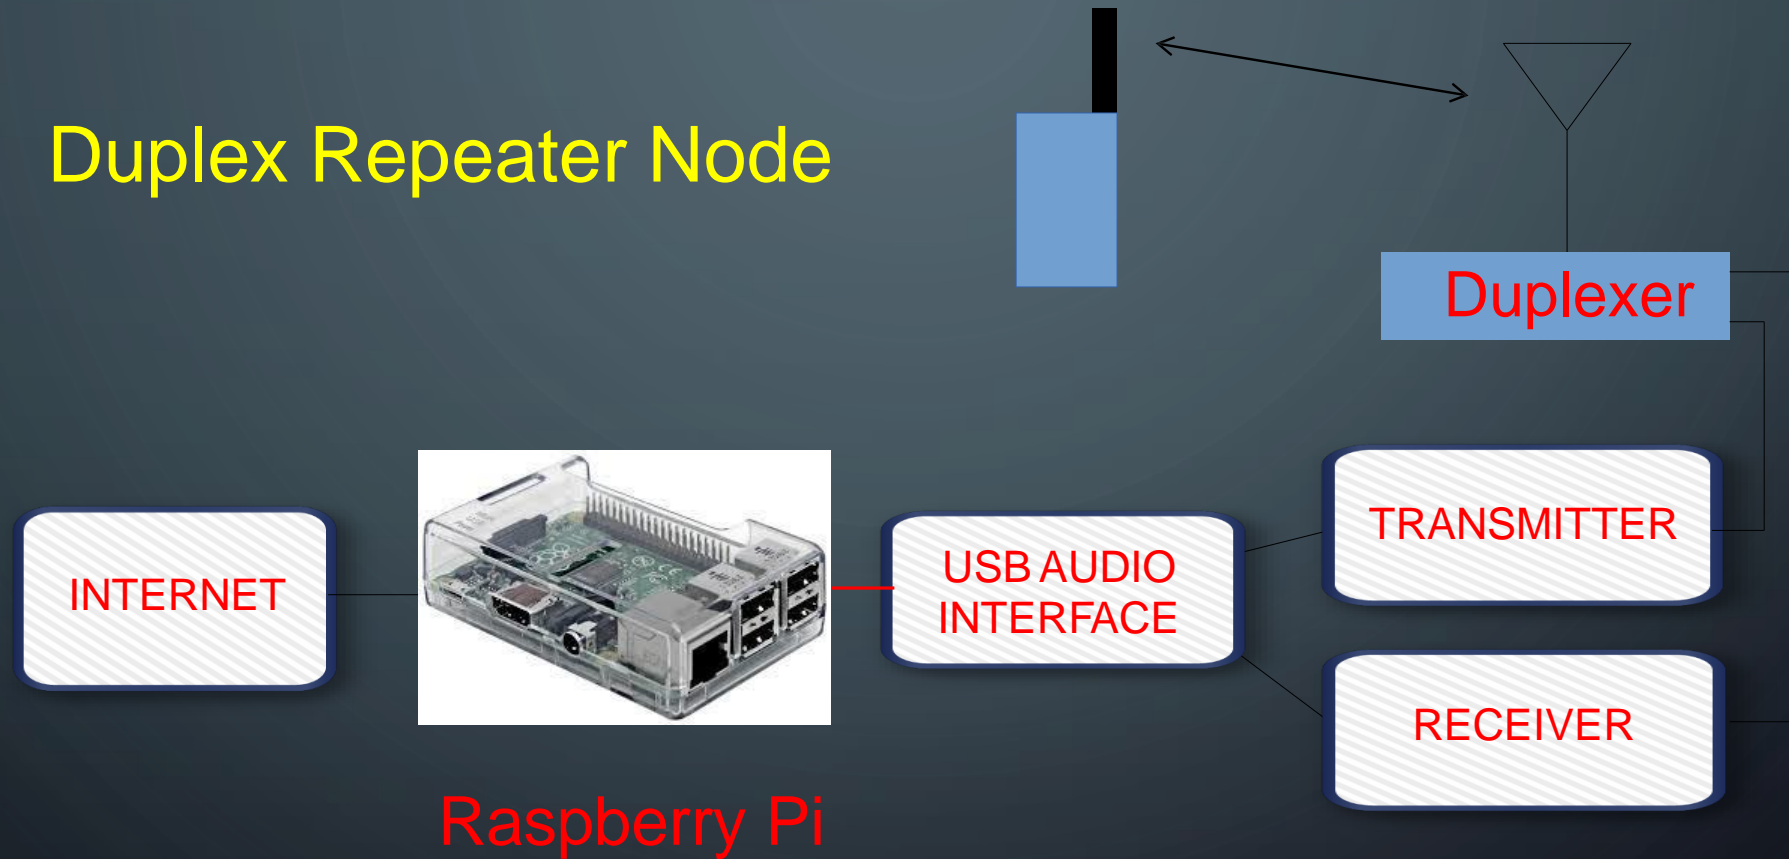 Duplex Repeater Node
Duplexer
TRANSMITTER
INTERNET
USB AUDIO
INTERFACE
RECEIVER
Raspberry Pi